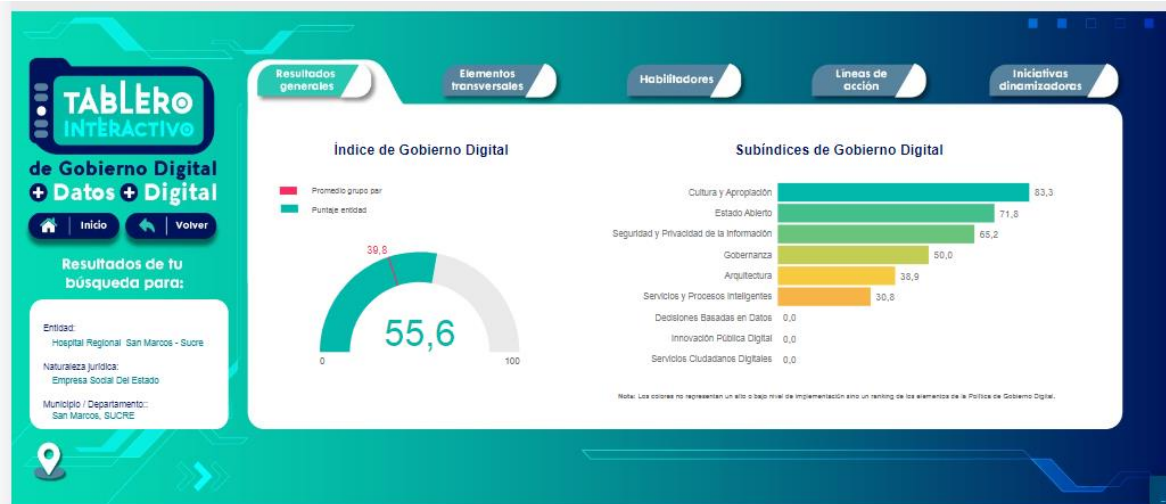 TABLERO
INTERACTIVO
de Gobierno Digital
+ Datos + Digital
Inicio
Volver
Resultados de tu
búsqueda para:
Entidad:
Hospital Regional San Marcos - Sucre
Naturaleza jurídica:
Empresa Social Del Estado
Municipio / Departamento::
San Marcos, SUCRE
Resultados
generales
Elementos
transversales
Habilitadores
Líneas de
acción
Iniciativas
dinamizadoras
Índice de Gobierno Digital
Promedio grupo par
Puntaje entidad
39,8
55,6
0
100
Subíndices de Gobierno Digital
Cultura y Apropiación 83,3
Estado Abierto 71,8
Seguridad y Privacidad de la Información 65,2
Gobernanza 50,0
Arquitectura 38,9
Servicios y Procesos Inteligentes 30,8
Decisiones Basadas en Datos 0,0
Innovación Pública Digital 0,0
Servicios Ciudadanos Digitales 0,0
Nota: Los colores no representan un alto o bajo nivel de implementación sino un ranking de los elementos de la Política de Gobierno Digital.